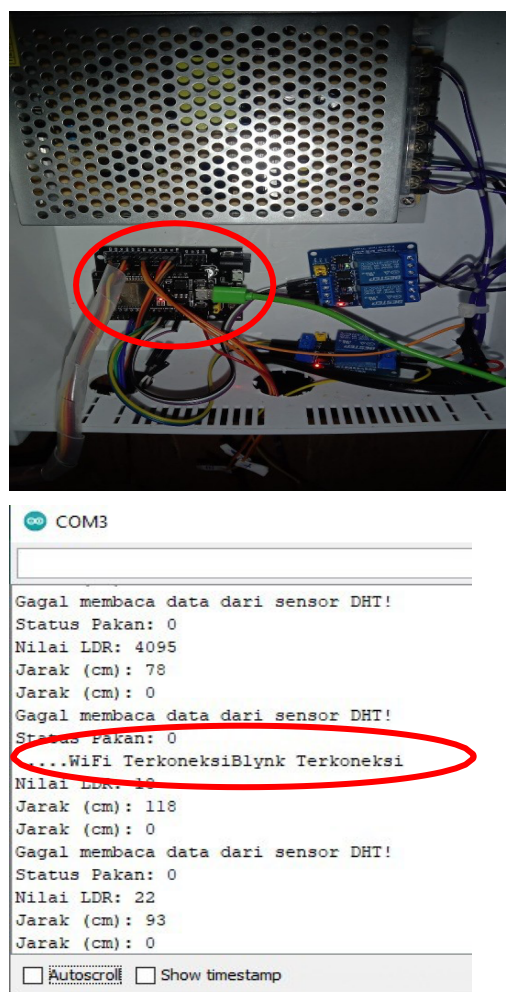 COM3
Gagal membaca data dari sensor DHT!
Status Pakan: 0
Nilai LDR: 4095
Jarak (cm): 78
Jarak (cm): 0
Gagal membaca data dari sensor DHT!
Status Pakan: 0
....WiFi TerkoneksiBlynk Terkoneksi
Nilai LDR: 18
Jarak (cm): 118
Jarak (cm): 0
Gagal membaca data dari sensor DHT!
Status Pakan: 0
Nilai LDR: 22
Jarak (cm): 93
Jarak (cm): 0
Autoscroll Show timestamp